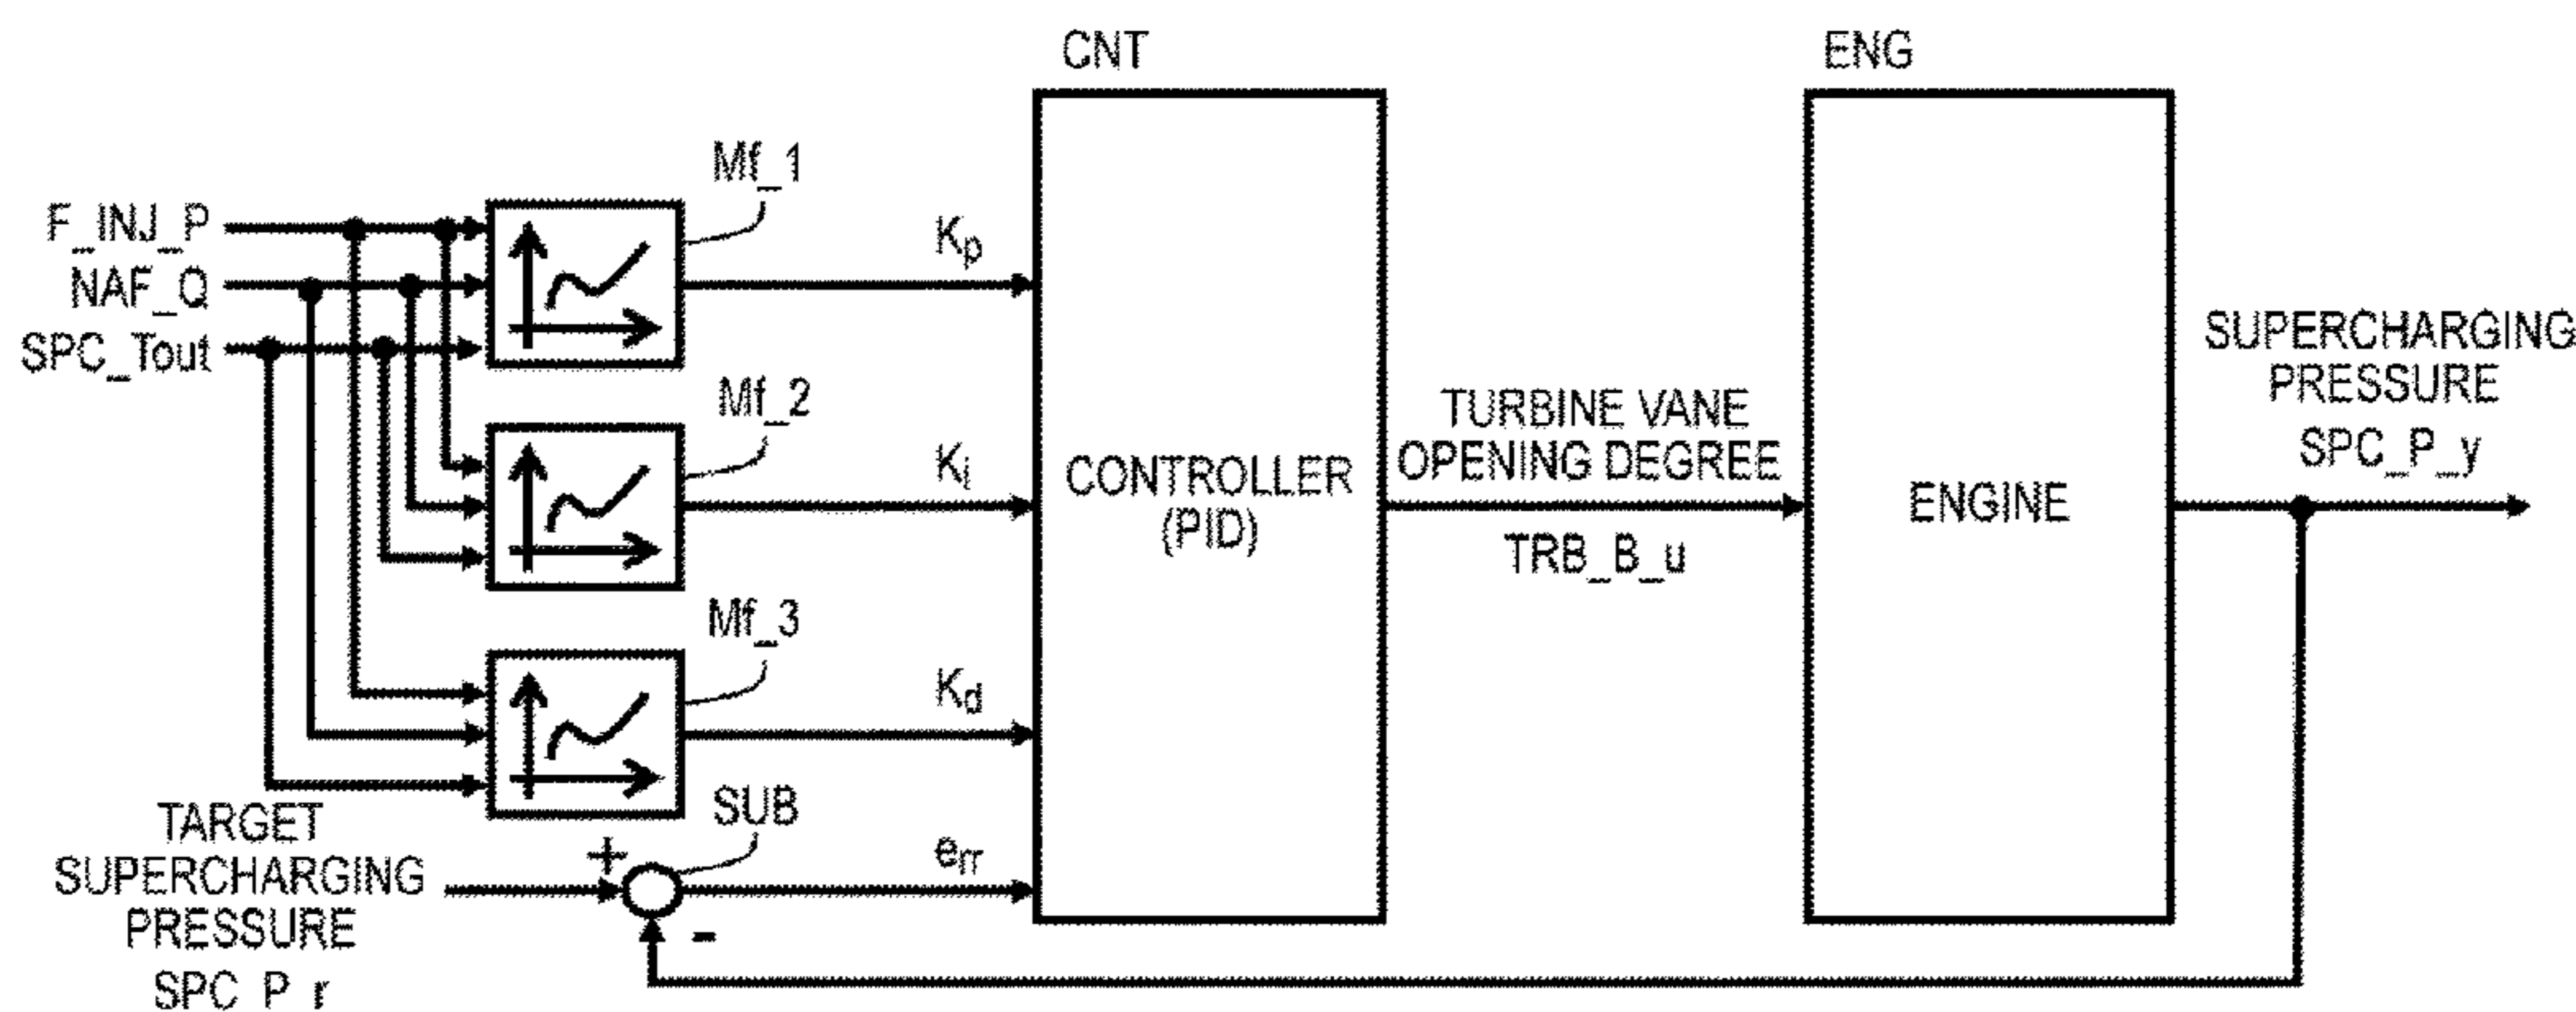 CNT
ENG
Mf_1
F_INJ_P
NAF_Q
SPC_Tout
Kp
Mf_2
Ki
Mf_3
Kd
CONTROLLER
(PID)
TURBINE VANE
OPENING DEGREE
TRB_B_u
ENGINE
SUPERCHARGING
PRESSURE
SPC_P_y
TARGET
SUPERCHARGING
PRESSURE
SPC_P_r
SUB
+
-
err